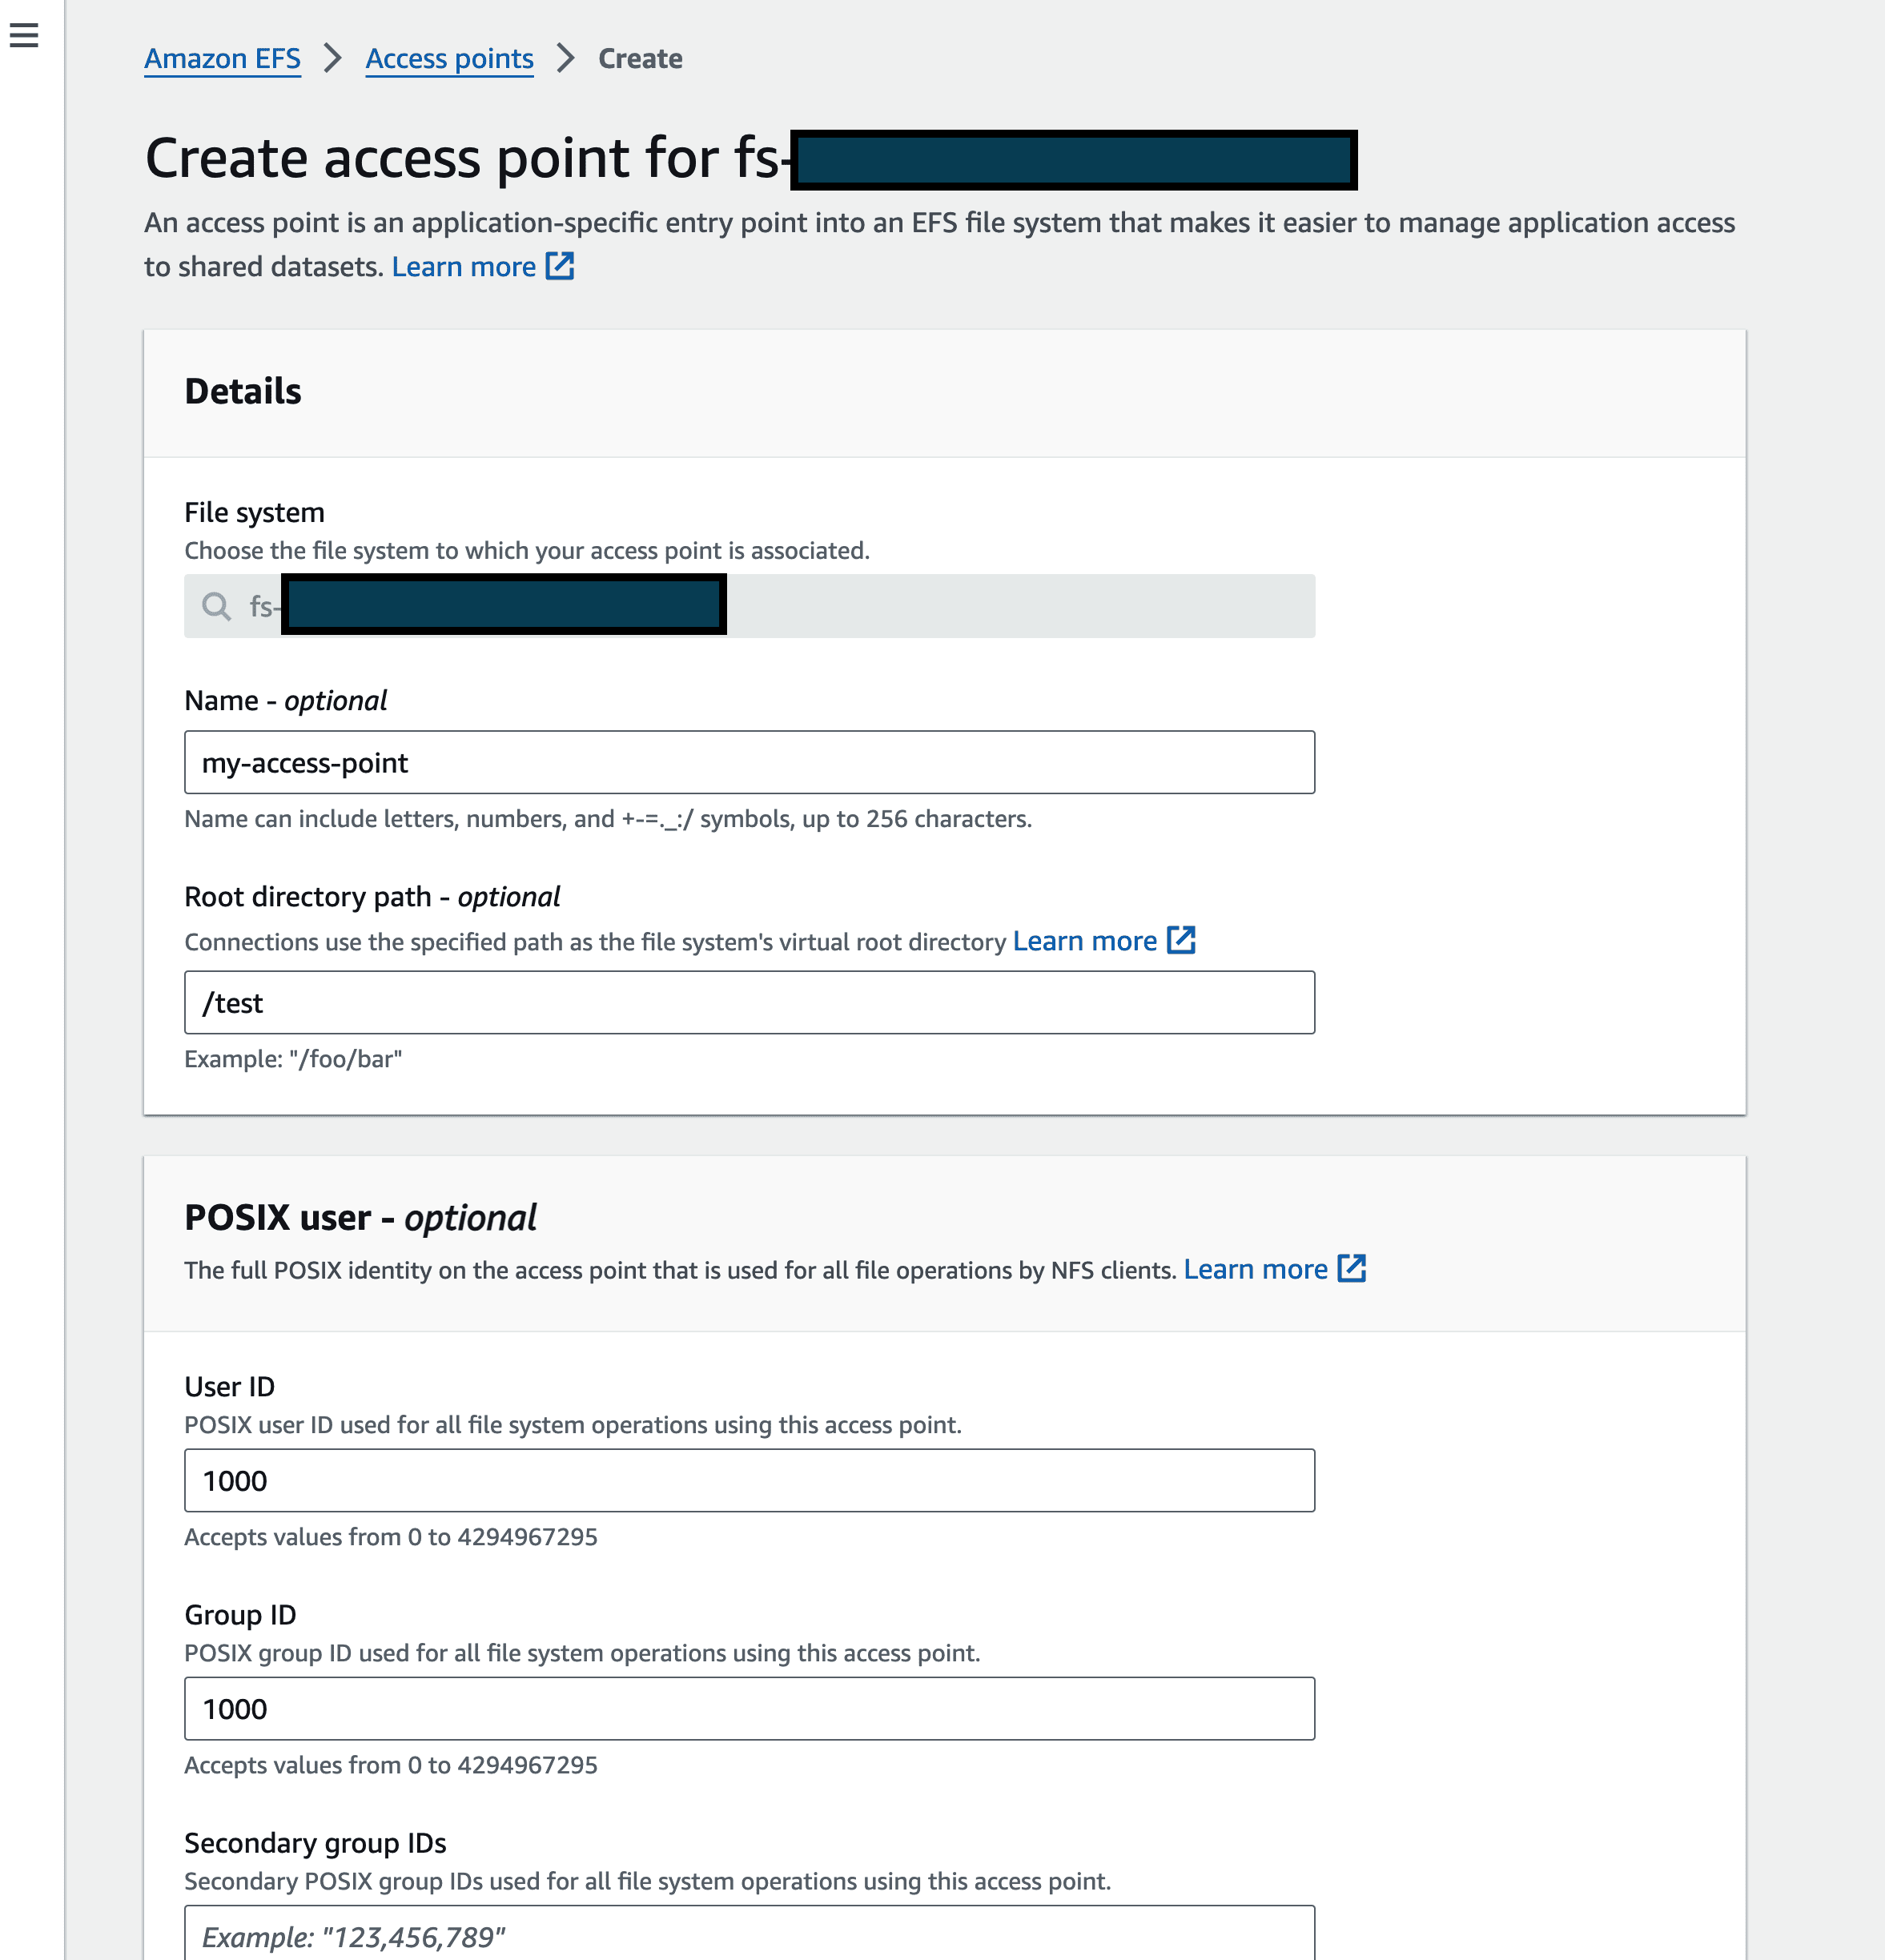 Amazon EFS > Access points > Create
Create access point for fs-
An access point is an application-specific entry point into an EFS file system that makes it easier to manage application access
to shared datasets. Learn more
Details
File system
Choose the file system to which your access point is associated.
fs-
Name - optional
my-access-point
Name can include letters, numbers, and +-=._:/ symbols, up to 256 characters.
Root directory path - optional
Connections use the specified path as the file system's virtual root directory Learn more
/test
Example: "/foo/bar"
POSIX user - optional
The full POSIX identity on the access point that is used for all file operations by NFS clients. Learn more
User ID
POSIX user ID used for all file system operations using this access point.
1000
Accepts values from 0 to 4294967295
Group ID
POSIX group ID used for all file system operations using this access point.
1000
Accepts values from 0 to 4294967295
Secondary group IDs
Secondary POSIX group IDs used for all file system operations using this access point.
Example: "123,456,789"